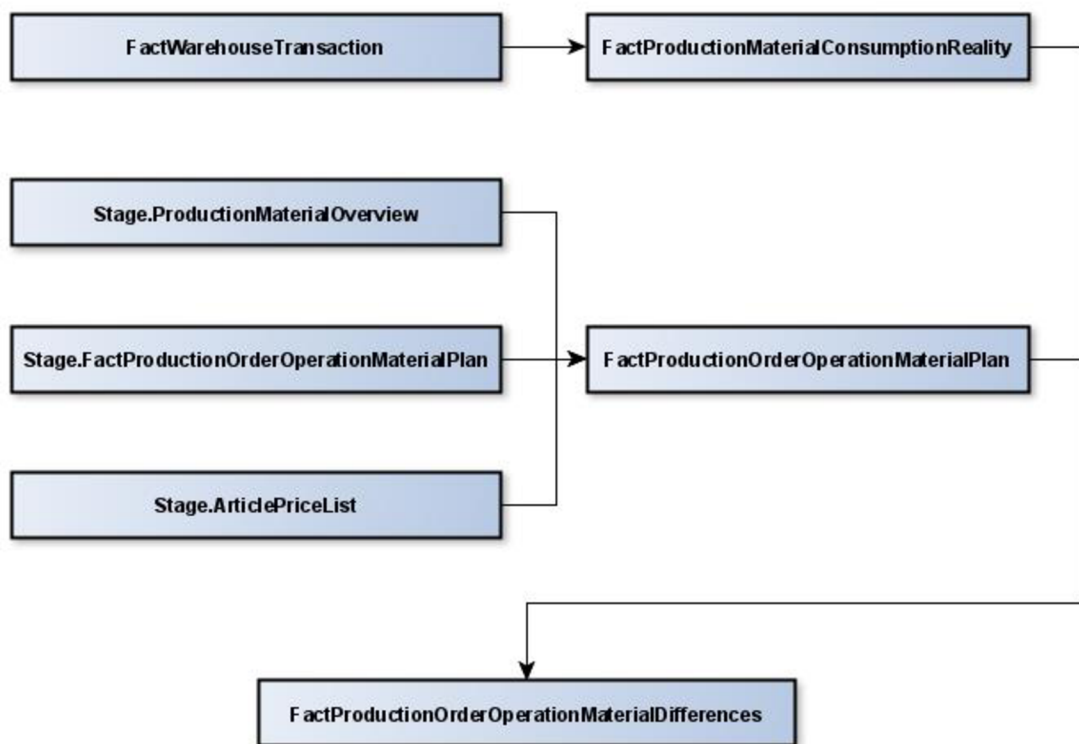 FactWarehouseTransaction
FactProductionMaterialConsumptionReality
Stage.ProductionMaterialOverview
Stage.FactProductionOrderOperationMaterialPlan
FactProductionOrderOperationMaterialPlan
Stage.ArticlePriceList
FactProductionOrderOperationMaterialDifferences